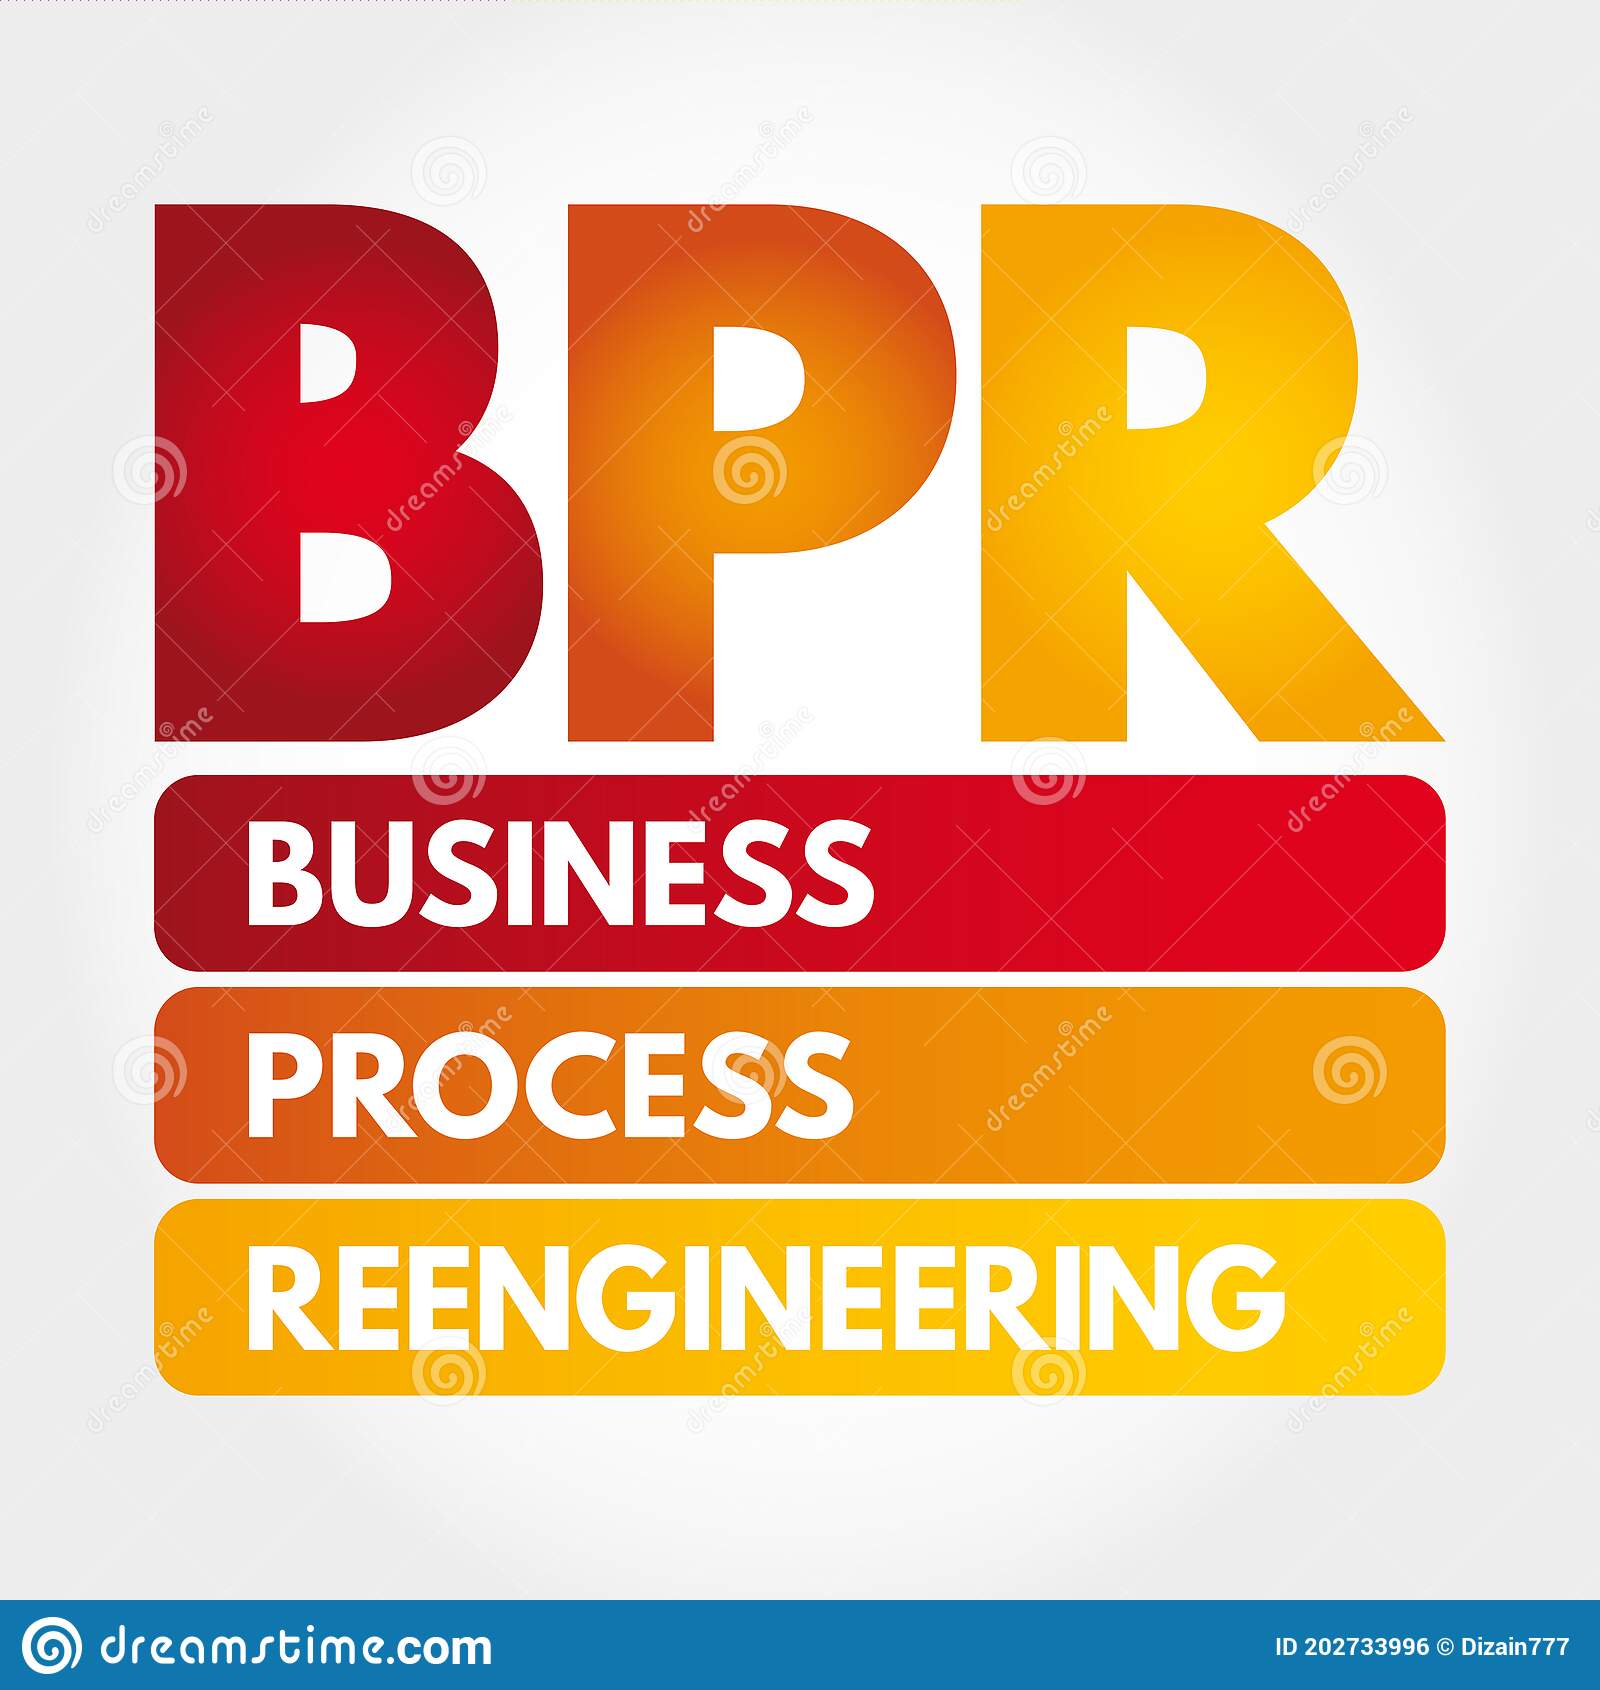 BPR
BUSINESS
PROCESS
REENGINEERING
dreamstime.com
ID 202733996 © Dizain777